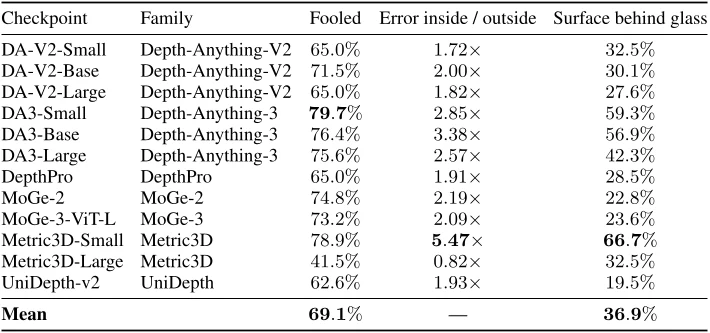 Checkpoint Family Fooled Error inside / outside Surface behind glass
DA-V2-Small Depth-Anything-V2 65.0% 1.72× 32.5%
DA-V2-Base Depth-Anything-V2 71.5% 2.00× 30.1%
DA-V2-Large Depth-Anything-V2 65.0% 1.82× 27.6%
DA3-Small Depth-Anything-3 79.7% 2.85× 59.3%
DA3-Base Depth-Anything-3 76.4% 3.38× 56.9%
DA3-Large Depth-Anything-3 75.6% 2.57× 42.3%
DepthPro DepthPro 65.0% 1.91× 28.5%
MoGe-2 MoGe-2 74.8% 2.19× 22.8%
MoGe-3-ViT-L MoGe-3 73.2% 2.09× 23.6%
Metric3D-Small Metric3D 78.9% 5.47× 66.7%
Metric3D-Large Metric3D 41.5% 0.82× 32.5%
UniDepth-v2 UniDepth 62.6% 1.93× 19.5%
Mean 69.1% — 36.9%